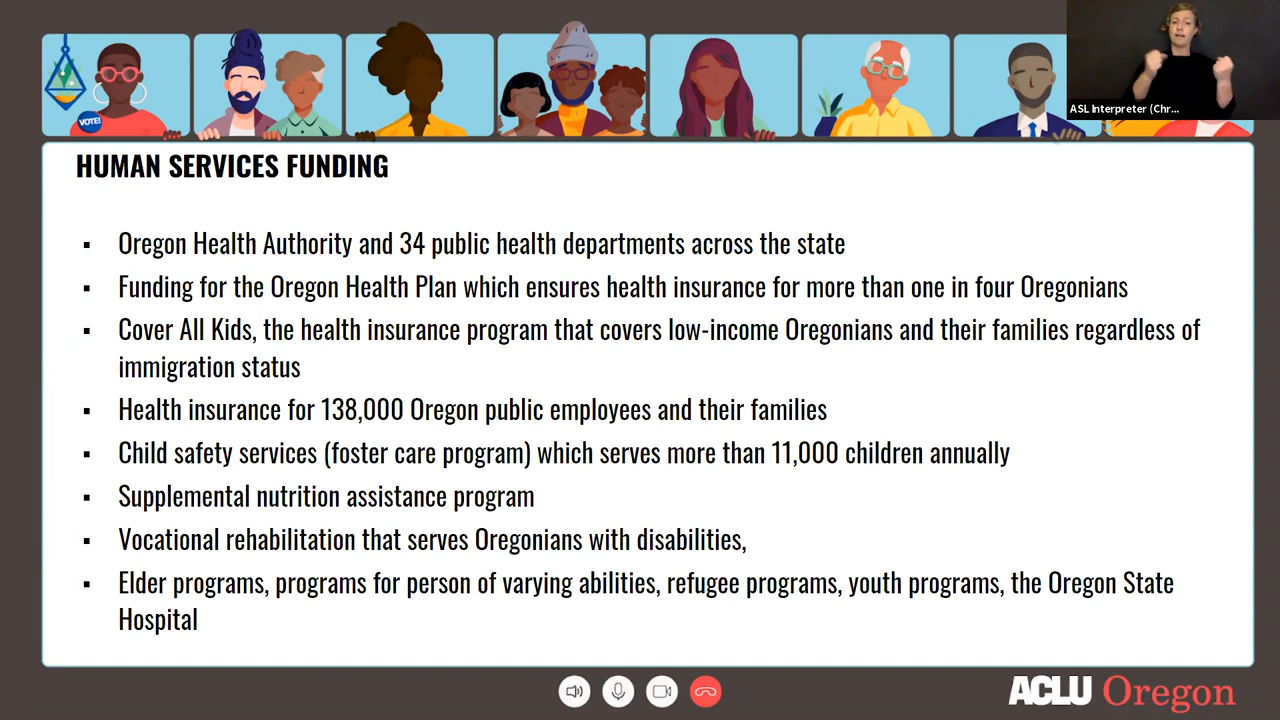 VOTE!
ASL Interpreter (Chr...
HUMAN SERVICES FUNDING
▪ Oregon Health Authority and 34 public health departments across the state
▪ Funding for the Oregon Health Plan which ensures health insurance for more than one in four Oregonians
▪ Cover All Kids, the health insurance program that covers low-income Oregonians and their families regardless of
immigration status
▪ Health insurance for 138,000 Oregon public employees and their families
▪ Child safety services (foster care program) which serves more than 11,000 children annually
▪ Supplemental nutrition assistance program
▪ Vocational rehabilitation that serves Oregonians with disabilities,
▪ Elder programs, programs for person of varying abilities, refugee programs, youth programs, the Oregon State
Hospital
ACLU Oregon